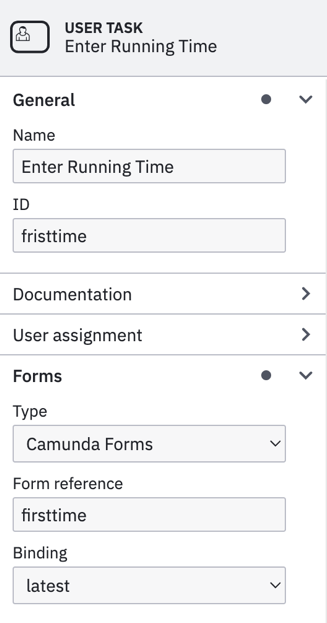 USER TASK
Enter Running Time
General
Name
Enter Running Time
ID
fristtime
Documentation
User assignment
Forms
Type
Camunda Forms
Form reference
firsttime
Binding
latest